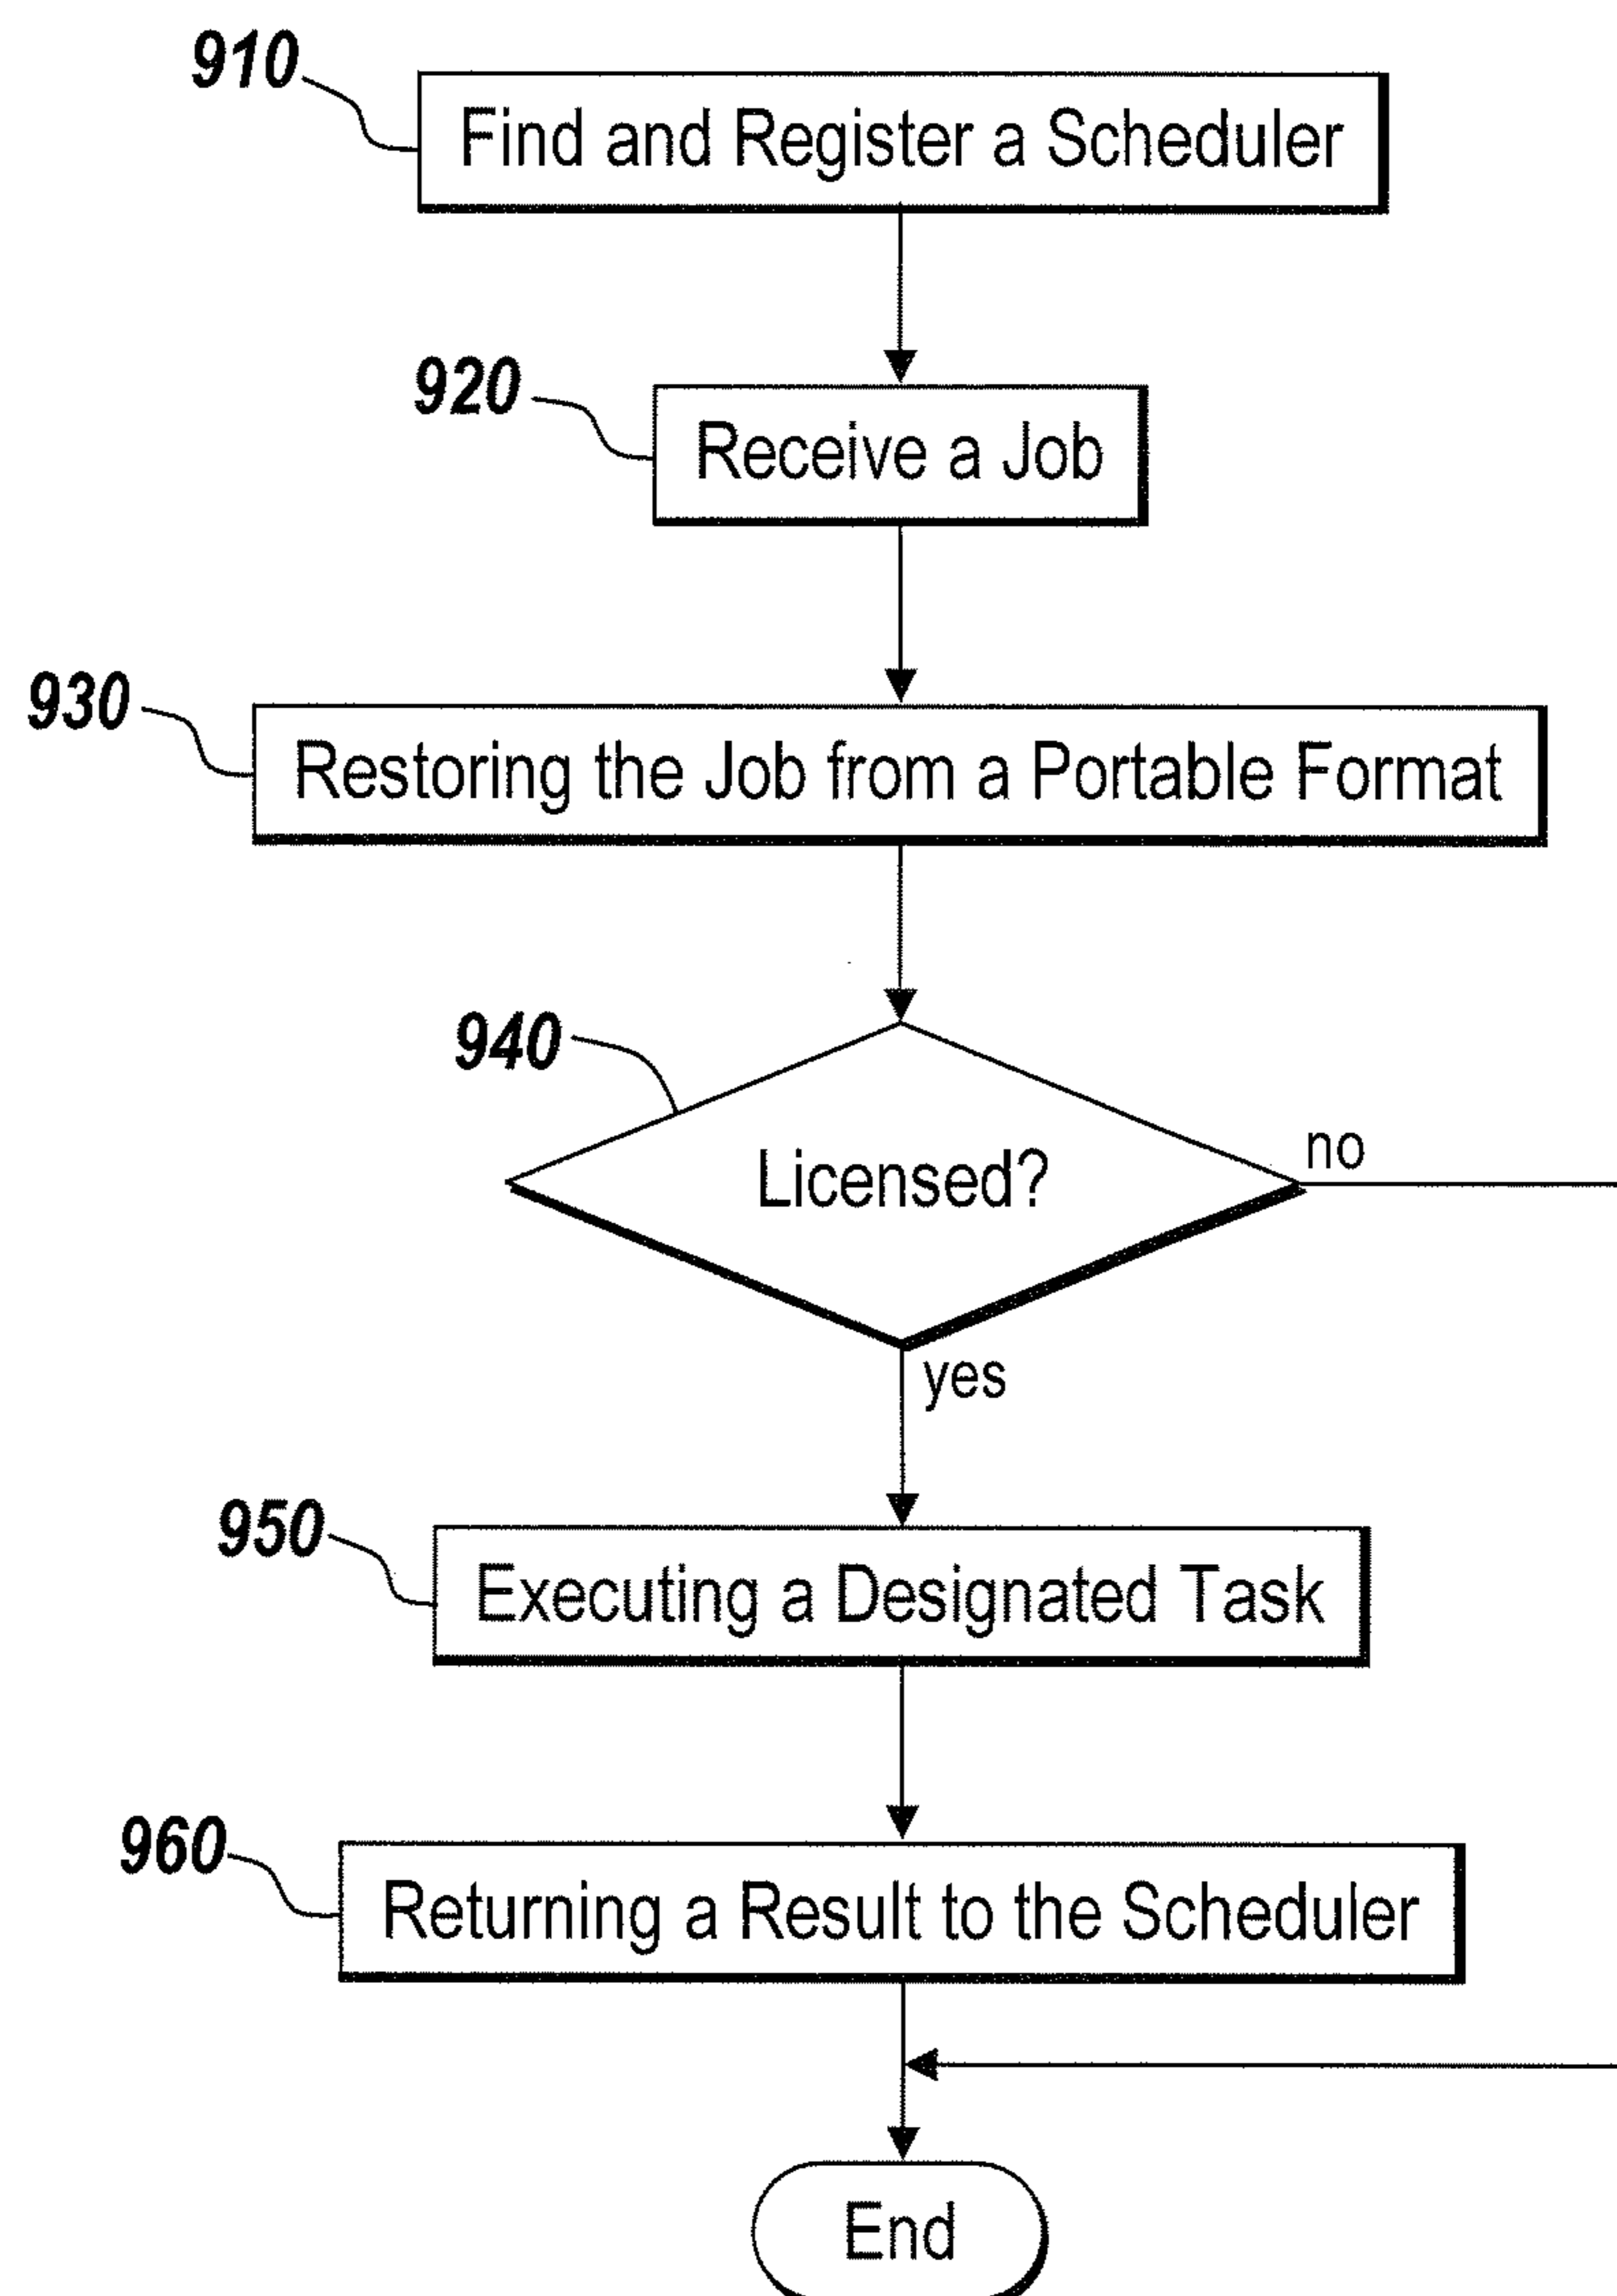 910
Find and Register a Scheduler
920
Receive a Job
930
Restoring the Job from a Portable Format
940
Licensed?
no
yes
950
Executing a Designated Task
960
Returning a Result to the Scheduler
End